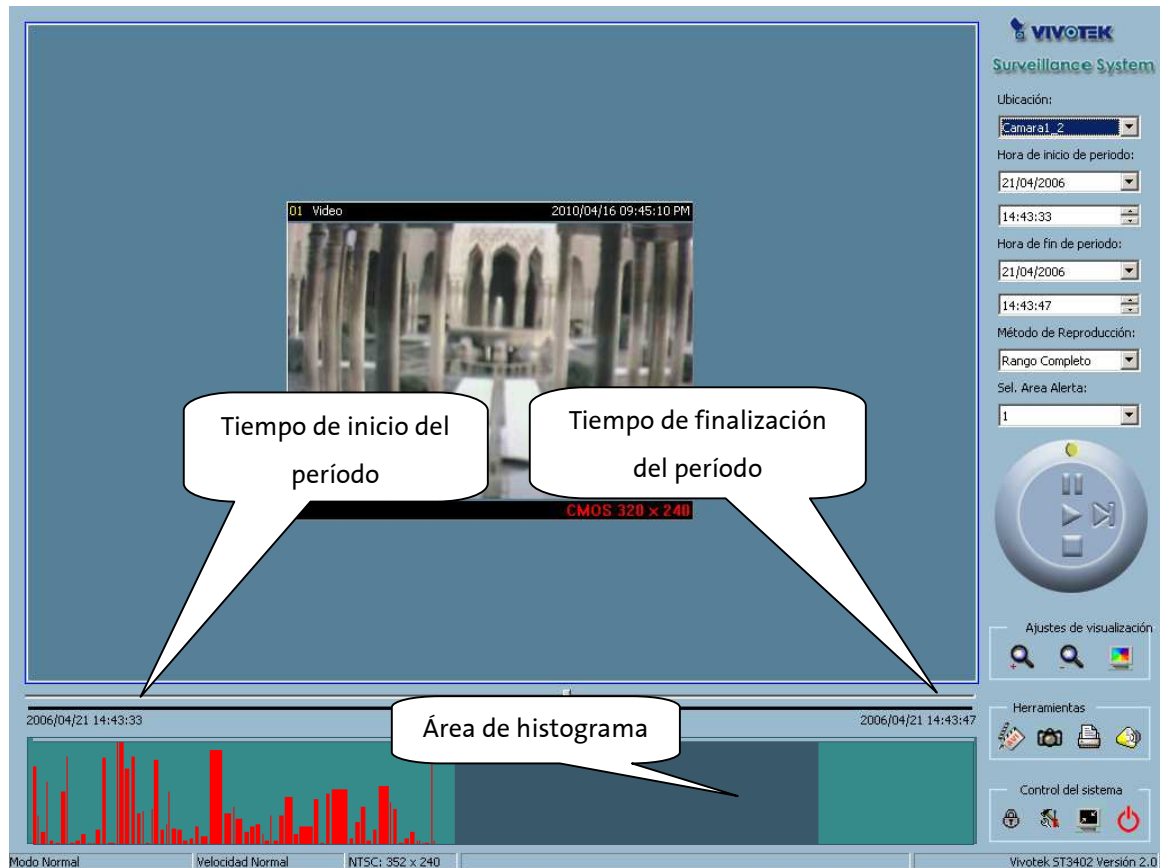 VIVOTEK
Surveillance System
Ubicación:
Camara1_2
Hora de inicio de periodo:
21/04/2006
14:43:33
Hora de fin de periodo:
21/04/2006
14:43:47
Método de Reproducción:
Rango Completo
Sel. Area Alerta:
1
01 Video 2010/04/16 09:45:10 PM
CMOS 320 x 240
Tiempo de inicio del
período
Tiempo de finalización
del período
Ajustes de visualización
2006/04/21 14:43:33
2006/04/21 14:43:47
Área de histograma
Herramientas
Control del sistema
Modo Normal
Velocidad Normal
NTSC: 352 x 240
Vivotek ST3402 Versión 2.0